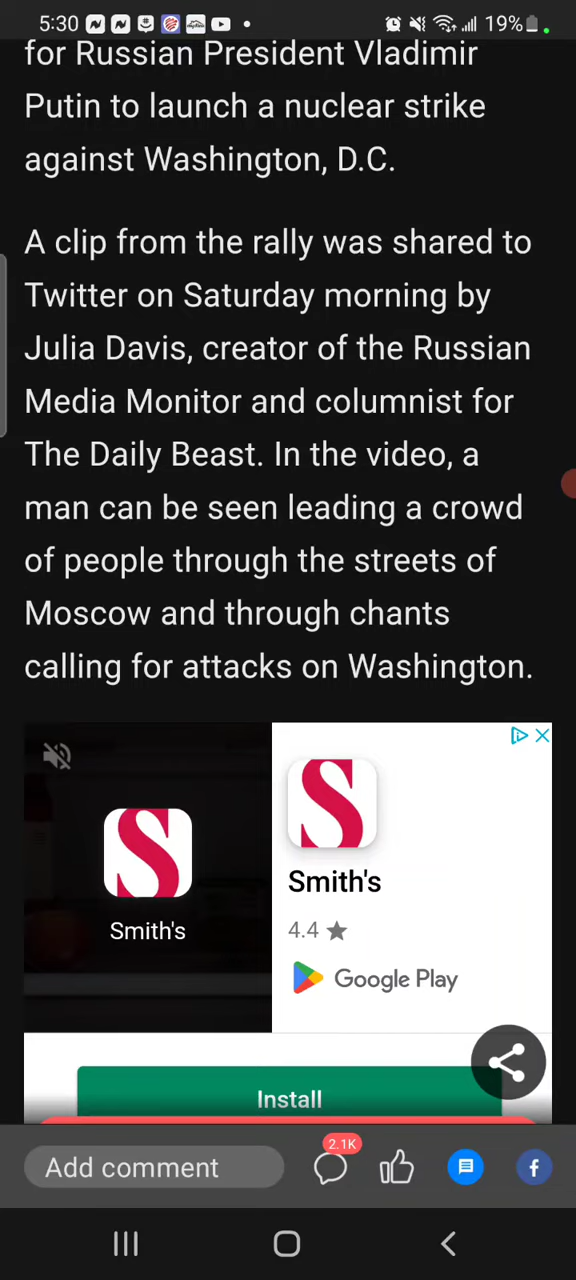 5:30
19%
for Russian President Vladimir
Putin to launch a nuclear strike
against Washington, D.C.
A clip from the rally was shared to
Twitter on Saturday morning by
Julia Davis, creator of the Russian
Media Monitor and columnist for
The Daily Beast. In the video, a
man can be seen leading a crowd
of people through the streets of
Moscow and through chants
calling for attacks on Washington.
S
Smith's
S
Smith's
4.4
Google Play
Install
Add comment
2.1K